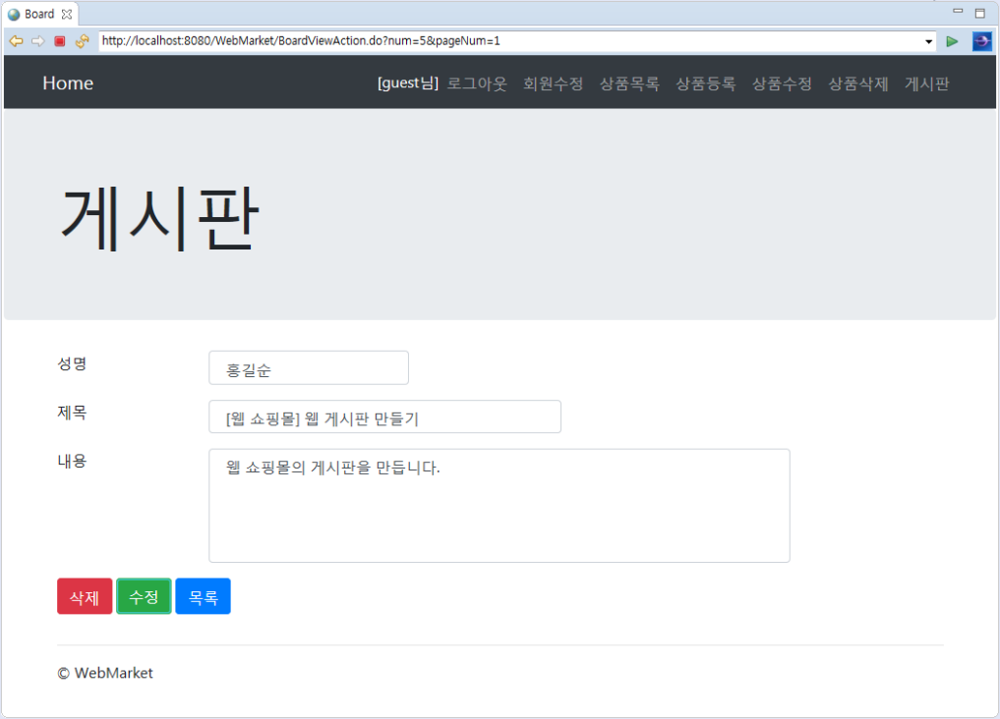 Board
http://localhost:8080/WebMarket/BoardViewAction.do?num=5&pageNum=1
Home [guest님] 로그아웃 회원수정 상품목록 상품등록 상품수정 상품삭제 게시판
게시판
성명 홍길순
제목 [웹 쇼핑몰] 웹 게시판 만들기
내용 웹 쇼핑몰의 게시판을 만듭니다.
삭제 수정 목록
© WebMarket